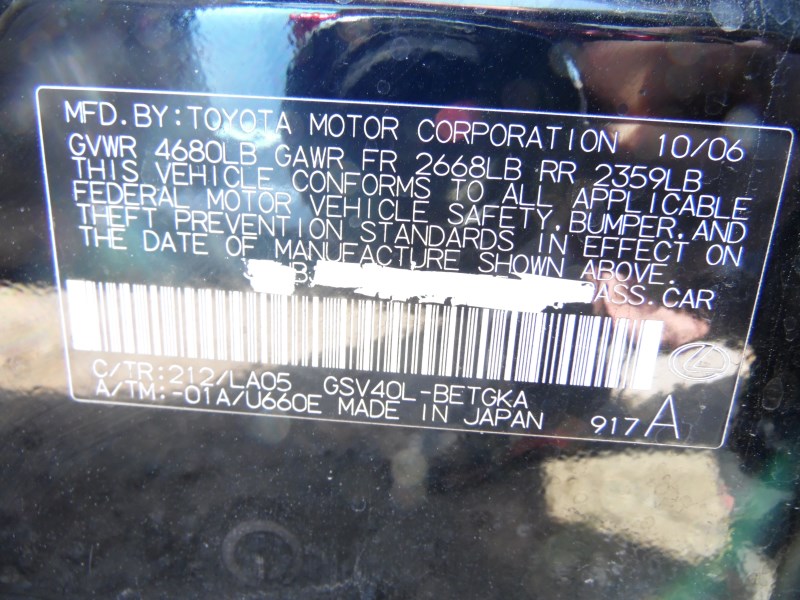 MFD.BY:TOYOTA MOTOR CORPORATION 10/06
GVWR 4680LB GAWR FR 2668LB RR 2359LB
THIS VEHICLE CONFORMS TO ALL APPLICABLE
FEDERAL MOTOR VEHICLE SAFETY,BUMPER,AND
THEFT PREVENTION STANDARDS IN EFFECT ON
THE DATE OF MANUFACTURE SHOWN ABOVE.
ASS.CAR
C/TR:212/LA05 GSV40L-BETGKA
A/TM:-01A/U660E MADE IN JAPAN 917A